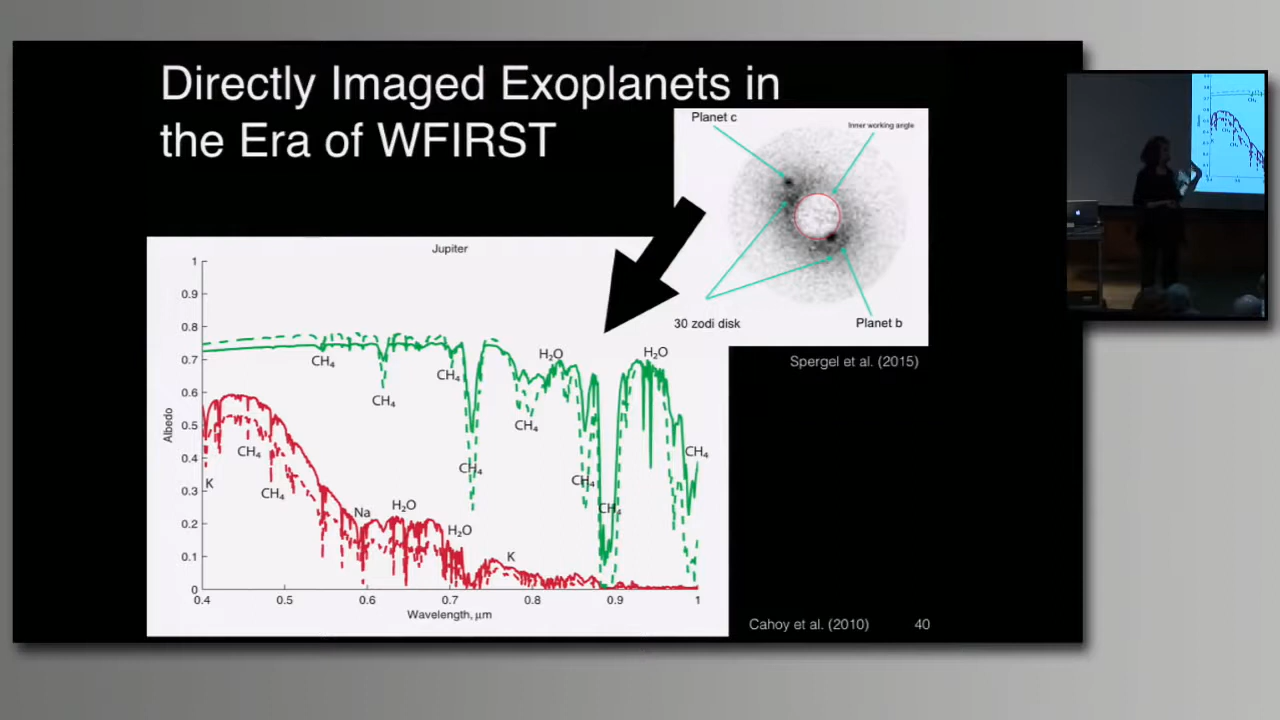 Directly Imaged Exoplanets in
the Era of WFIRST
Planet c
Inner working angle
30 zodi disk
Planet b
Spergel et al. (2015)
Jupiter
1
0.9
0.8
0.7
0.6
0.5
0.4
0.3
0.2
0.1
0
Albedo
CH₄
CH₄
CH₄
CH₄
H₂O
CH₄
CH₄
CH₄
H₂O
CH₄
K
CH₄
CH₄
Na
H₂O
H₂O
K
0.4 0.5 0.6 0.7 0.8 0.9 1
Wavelength, μm
Cahoy et al. (2010)
40